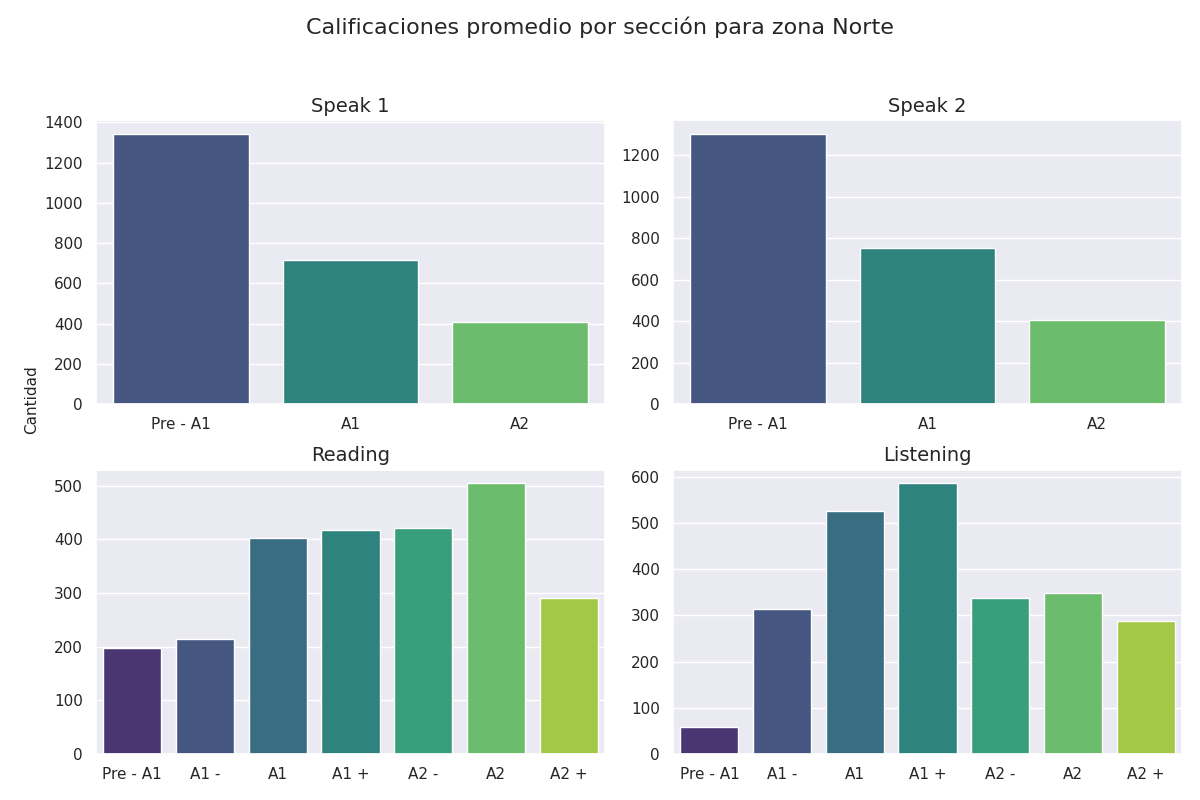 Calificaciones promedio por sección para zona Norte
Speak 1
1400
1200
1000
800
600
400
200
0
Pre - A1 A1 A2
Speak 2
1200
1000
800
600
400
200
0
Pre - A1 A1 A2
Cantidad
Reading
500
400
300
200
100
0
Pre - A1 A1 - A1 A1 + A2 - A2 A2 +
Listening
600
500
400
300
200
100
0
Pre - A1 A1 - A1 A1 + A2 - A2 A2 +